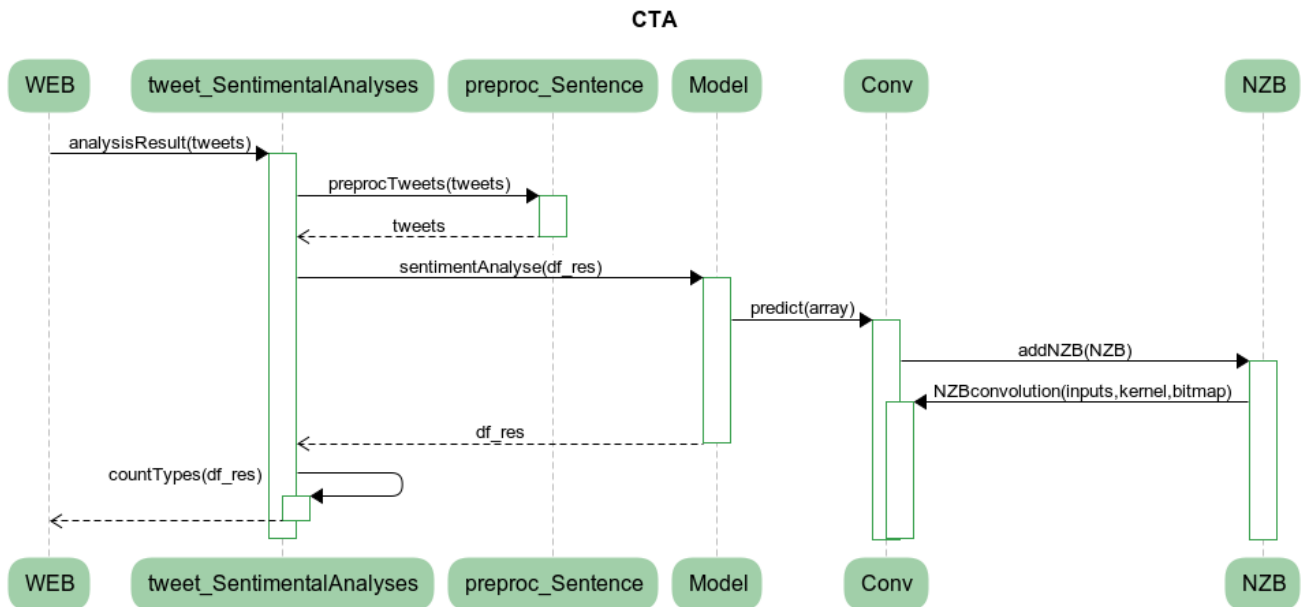 CTA
WEB
tweet_SentimentalAnalyses
preproc_Sentence
Model
Conv
NZB
analysisResult(tweets)
preprocTweets(tweets)
tweets
sentimentAnalyse(df_res)
predict(array)
addNZB(NZB)
NZBconvolution(inputs,kernel,bitmap)
df_res
countTypes(df_res)
WEB
tweet_SentimentalAnalyses
preproc_Sentence
Model
Conv
NZB